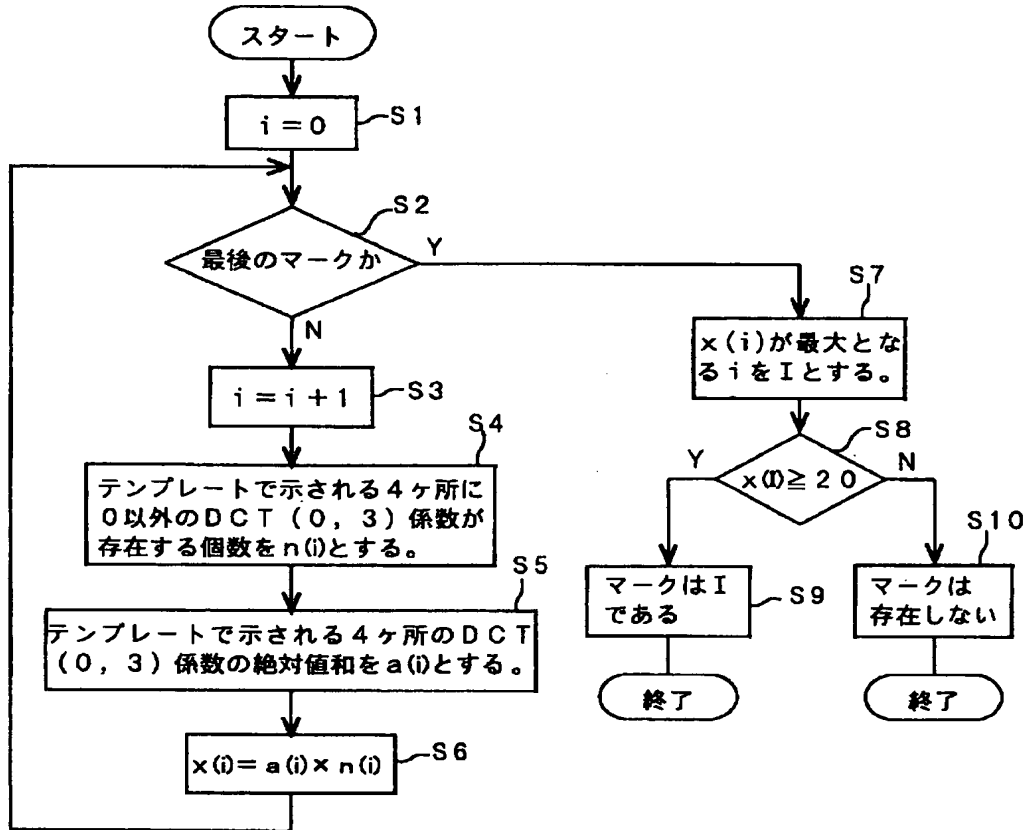 スタート
i＝0
S1
S2
最後のマークか
Y
N
i＝i＋1
S3
S4
テンプレートで示される4ヶ所に
0以外のDCT（0，3）係数が
存在する個数をn(i)とする。
S5
テンプレートで示される4ヶ所のDCT
（0，3）係数の絶対値和をa(i)とする。
x(i)＝a(i)×n(i)
S6
S7
x(i)が最大とな
るiをIとする。
S8
Y
x(I)≧20
N
マークはI
である
S9
終了
S10
マークは
存在しない
終了